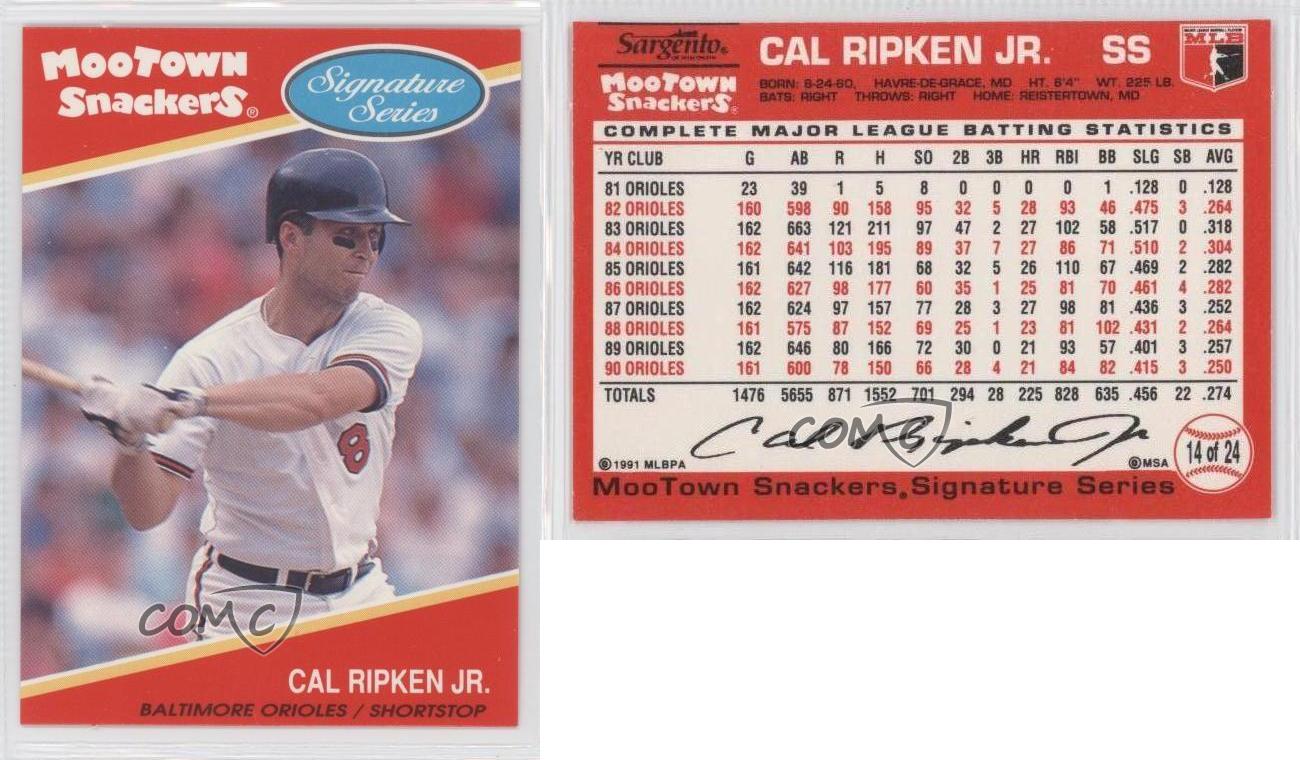 MooTown
Snackers®
Signature
Series
8
COMC
CAL RIPKEN JR.
BALTIMORE ORIOLES / SHORTSTOP
Sargento®
OF WISCONSIN
MooTown
Snackers®
CAL RIPKEN JR. SS
MAJOR LEAGUE BASEBALL PLAYERS
MLB
BORN: 8-24-60, HAVRE-DE-GRACE, MD HT. 6'4" WT. 225 LB.
BATS: RIGHT THROWS: RIGHT HOME: REISTERTOWN, MD
COMPLETE MAJOR LEAGUE BATTING STATISTICS
YR CLUB G AB R H SO 2B 3B HR RBI BB SLG SB AVG
81 ORIOLES 23 39 1 5 8 0 0 0 0 1 .128 0 .128
82 ORIOLES 160 598 90 158 95 32 5 28 93 46 .475 3 .264
83 ORIOLES 162 663 121 211 97 47 2 27 102 58 .517 0 .318
84 ORIOLES 162 641 103 195 89 37 7 27 86 71 .510 2 .304
85 ORIOLES 161 642 116 181 68 32 5 26 110 67 .469 2 .282
86 ORIOLES 162 627 98 177 60 35 1 25 81 70 .461 4 .282
87 ORIOLES 162 624 97 157 77 28 3 27 98 81 .436 3 .252
88 ORIOLES 161 575 87 152 69 25 1 23 81 102 .431 2 .264
89 ORIOLES 162 646 80 166 72 30 0 21 93 57 .401 3 .257
90 ORIOLES 161 600 78 150 66 28 4 21 84 82 .415 3 .250
TOTALS 1476 5655 871 1552 701 294 28 225 828 635 .456 22 .274
Cal Ripken Jr
COMC
©1991 MLBPA ©MSA
14 of 24
MooTown Snackers® Signature Series